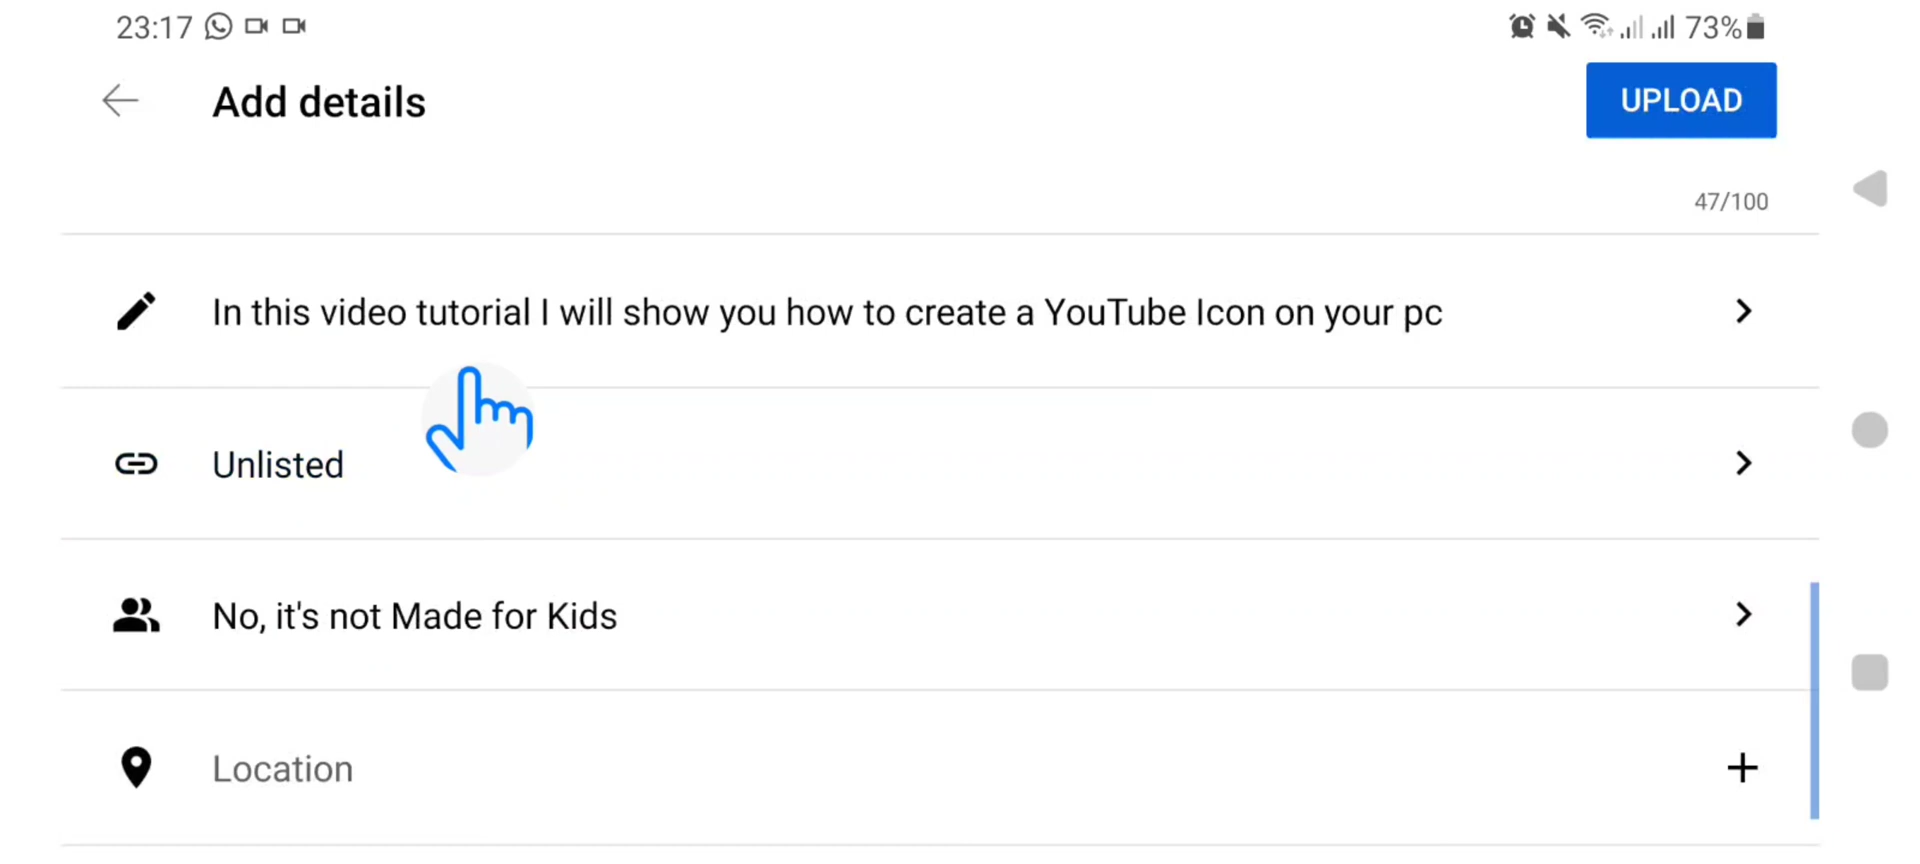 23:17 73%
Add details UPLOAD
47/100
In this video tutorial I will show you how to create a YouTube Icon on your pc
Unlisted
No, it's not Made for Kids
Location